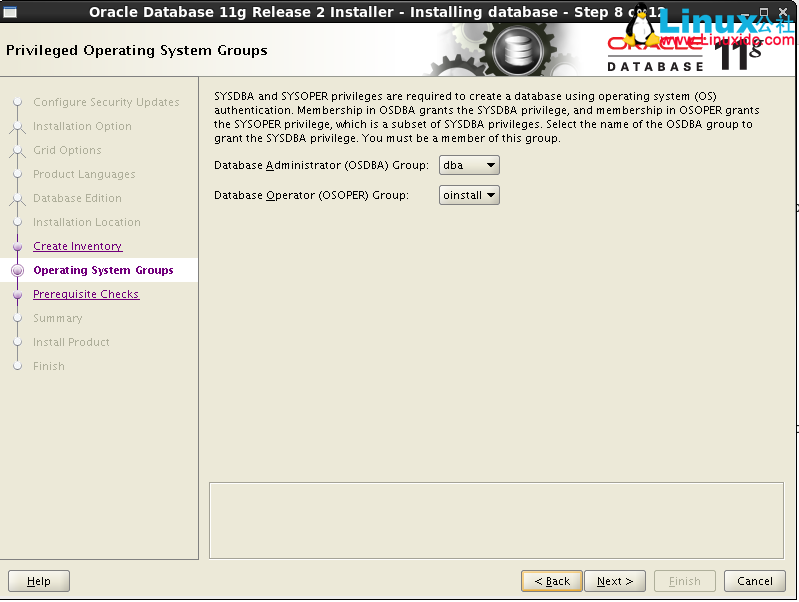 Oracle Database 11g Release 2 Installer - Installing database - Step 8 of 12
Linux公社
www.Linuxidc.com
Privileged Operating System Groups
ORACLE
DATABASE 11g
Configure Security Updates
Installation Option
Grid Options
Product Languages
Database Edition
Installation Location
Create Inventory
Operating System Groups
Prerequisite Checks
Summary
Install Product
Finish
SYSDBA and SYSOPER privileges are required to create a database using operating system (OS)
authentication. Membership in OSDBA grants the SYSDBA privilege, and membership in OSOPER grants
the SYSOPER privilege, which is a subset of SYSDBA privileges. Select the name of the OSDBA group to
grant the SYSDBA privilege. You must be a member of this group.
Database Administrator (OSDBA) Group: dba
Database Operator (OSOPER) Group: oinstall
Help
< Back
Next >
Finish
Cancel